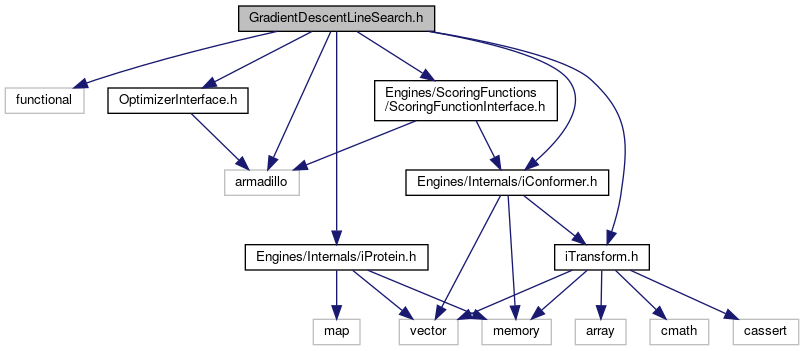 GradientDescentLineSearch.h
functional
OptimizerInterface.h
Engines/ScoringFunctions
/ScoringFunctionInterface.h
armadillo
Engines/Internals/iConformer.h
Engines/Internals/iProtein.h
iTransform.h
map
vector
memory
array
cmath
cassert